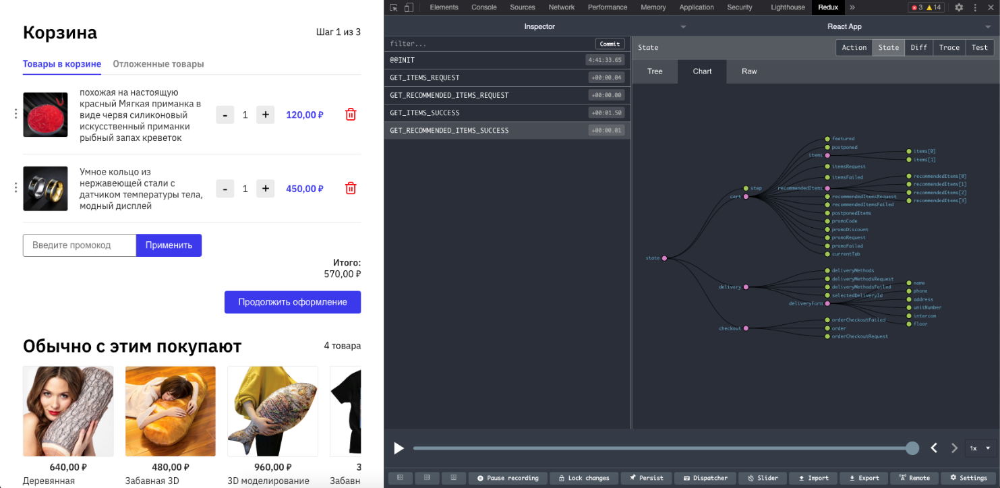 Корзина
Шаг 1 из 3
Товары в корзине
Отложенные товары
похожая на настоящую
красный Мягкая приманка в
виде червя силиконовый
искусственный приманки
рыбный запах креветок
- 1 +
120,00 ₽
Умное кольцо из
нержавеющей стали с
датчиком температуры тела,
модный дисплей
- 1 +
450,00 ₽
Введите промокод
Применить
Итого:
570,00 ₽
Продолжить оформление
Обычно с этим покупают
4 товара
640,00 ₽
480,00 ₽
960,00 ₽
3
Деревянная
Забавная 3D
3D моделирование
Забавн
Elements Console Sources Network Performance Memory Application Security Lighthouse Redux » 3 14
Inspector
React App
filter...
Commit
@@INIT 4:41:33.65
GET_ITEMS_REQUEST +00:00.04
GET_RECOMMENDED_ITEMS_REQUEST +00:00.00
GET_ITEMS_SUCCESS +00:01.50
GET_RECOMMENDED_ITEMS_SUCCESS +00:00.01
State
Action State Diff Trace Test
Tree Chart Raw
featured
postponed
items
items[0]
items[1]
itemsRequest
itemsFailed
step
cart
recommendedItems
recommendedItems[0]
recommendedItems[1]
recommendedItems[2]
recommendedItems[3]
recommendedItemsRequest
recommendedItemsFailed
postponedItems
promoCode
promoDiscount
promoRequest
promoFailed
currentTab
state
deliveryMethods
deliveryMethodsRequest
deliveryMethodsFailed
selectedDeliveryId
delivery
deliveryForm
name
phone
address
unitNumber
intercom
floor
orderCheckoutFailed
checkout
order
orderCheckoutRequest
1x
Pause recording Lock changes Persist Dispatcher Slider Import Export Remote Settings